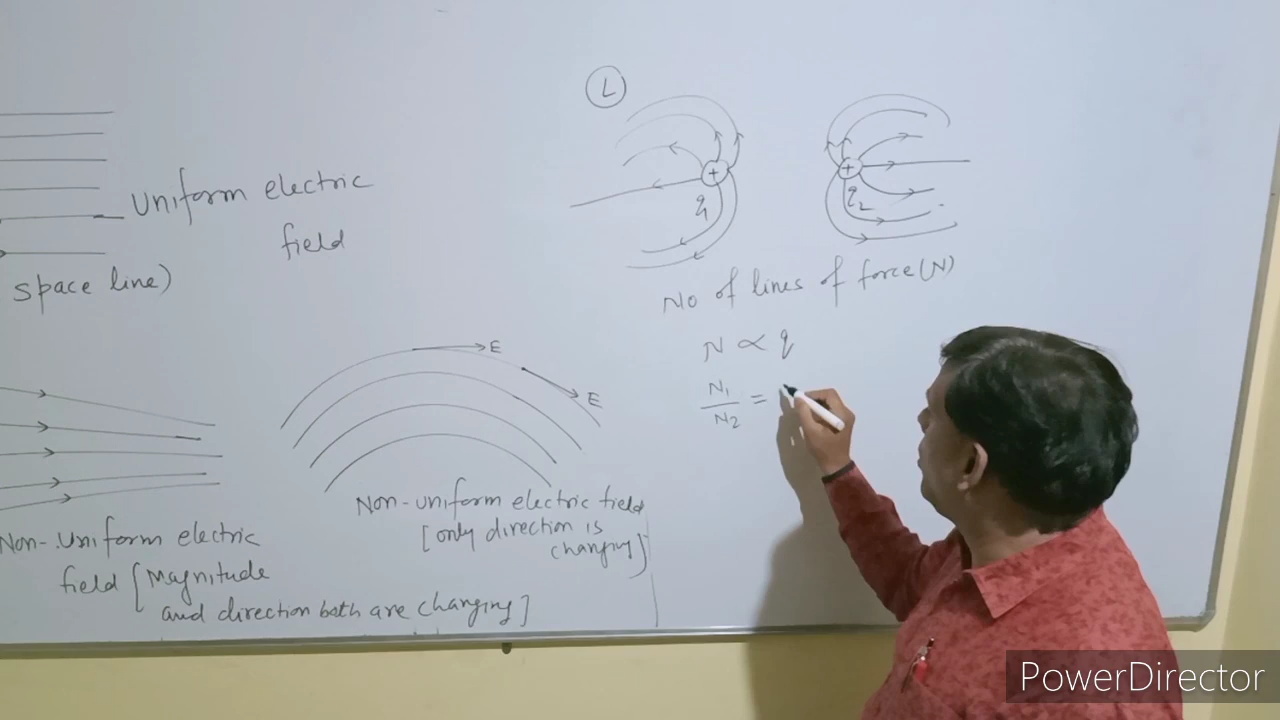 uniform electric
field
space line)
Non-uniform electric
field [Magnitude
and direction both are changing]
E
E
Non-uniform electric field
[only direction is
changing]
L
+
q1
+
q2
No of lines of force (N)
N ∝ q
N1
N2
=
PowerDirector